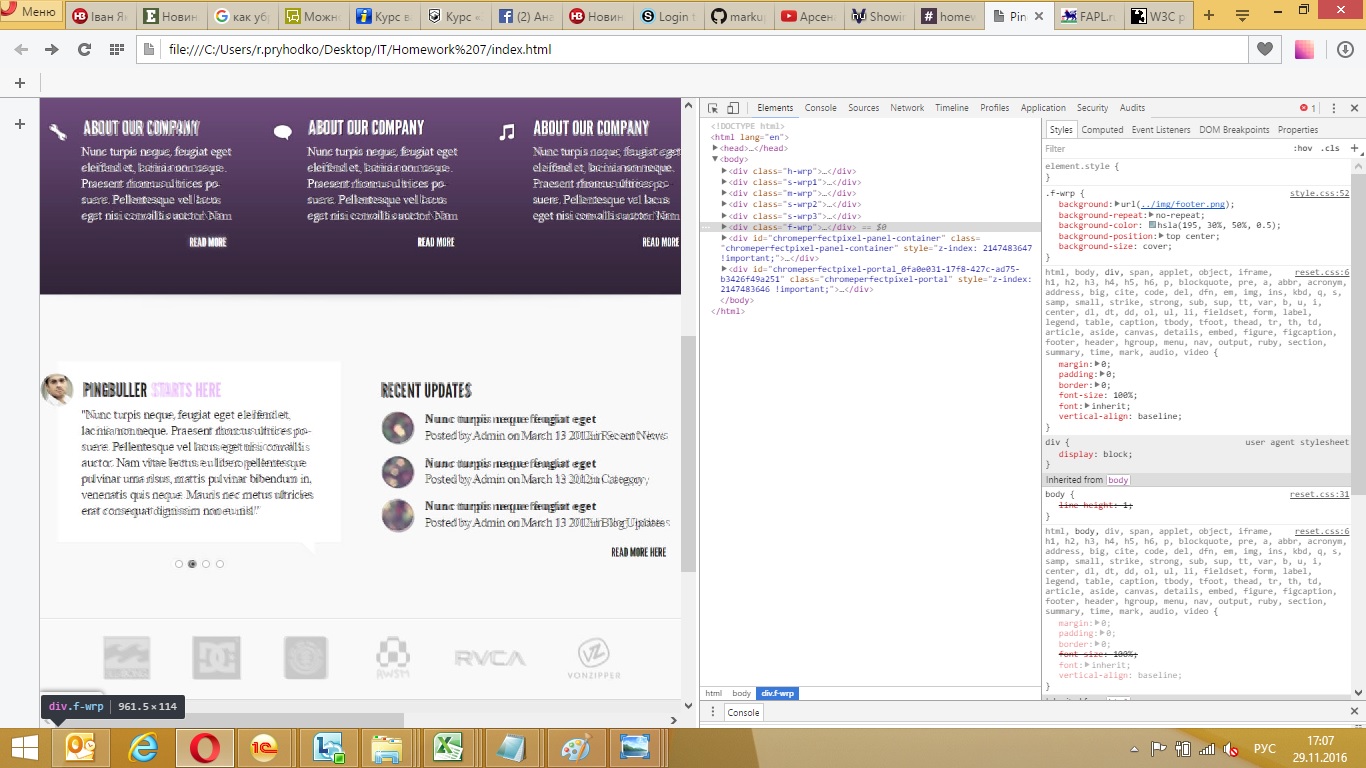 Меню
Іван Як
Новин
как убр
Можно
Курс в
Курс «
(2) Ана
Новин
Login t
marku
Арсена
Showin
homew
Pin
FAPL.ru
W3C p
file:///C:/Users/r.pryhodko/Desktop/IT/Homework%207/index.html
ABOUT OUR COMPANY
Nunc turpis neque, feugiat eget
eleifend et, lacinia non neque.
Praesent rhoncus ultrices po-
suere. Pellentesque vel lacus
eget nisi convallis auctor. Nam
READ MORE
ABOUT OUR COMPANY
Nunc turpis neque, feugiat eget
eleifend et, lacinia non neque.
Praesent rhoncus ultrices po-
suere. Pellentesque vel lacus
eget nisi convallis auctor. Nam
READ MORE
ABOUT OUR COMPANY
Nunc turpis neque, feugiat eget
eleifend et, lacinia non neque.
Praesent rhoncus ultrices po-
suere. Pellentesque vel lacus
eget nisi convallis auctor. Nam
READ MORE
PINGBULLER STARTS HERE
"Nunc turpis neque, feugiat eget eleifend et,
lacinia non neque. Praesent rhoncus ultrices po-
suere. Pellentesque vel lacus eget nisi convallis
auctor. Nam vitae lectus eu libero pellentesque
pulvinar urna risus, mattis pulvinar bibendum in,
venenatis quis neque. Mauris nec metus ultricies
erat consequat dignissim non eu nisl"
RECENT UPDATES
Nunc turpis neque feugiat eget
Posted by Admin on March 13 2012 in Recent News
Nunc turpis neque feugiat eget
Posted by Admin on March 13 2012 in Category
Nunc turpis neque feugiat eget
Posted by Admin on March 13 2012 in Blog Updates
READ MORE HERE
DC
RWSM
RVCA
VZ
VONZIPPER
div.f-wrp 961.5 × 114
Elements Console Sources Network Timeline Profiles Application Security Audits 1
<!DOCTYPE html>
<html lang="en">
<head>…</head>
<body>
<div class="h-wrp">…</div>
<div class="s-wrp1">…</div>
<div class="m-wrp">…</div>
<div class="s-wrp2">…</div>
<div class="s-wrp3">…</div>
<div class="f-wrp">…</div> == $0
<div id="chromeperfectpixel-panel-container" class=
"chromeperfectpixel-panel-container" style="z-index: 2147483647
!important;">…</div>
<div id="chromeperfectpixel-portal_0fa0e031-17f8-427c-ad75-
b3426f49a251" class="chromeperfectpixel-portal" style="z-index:
2147483646 !important;">…</div>
</body>
</html>
html body div.f-wrp
Console
Styles Computed Event Listeners DOM Breakpoints Properties
Filter :hov .cls +
element.style {
}
.f-wrp { style.css:52
background: url(../img/footer.png);
background-repeat: no-repeat;
background-color: hsla(195, 30%, 50%, 0.5);
background-position: top center;
background-size: cover;
}
html, body, div, span, applet, object, iframe, reset.css:6
h1, h2, h3, h4, h5, h6, p, blockquote, pre, a, abbr, acronym,
address, big, cite, code, del, dfn, em, img, ins, kbd, q, s,
samp, small, strike, strong, sub, sup, tt, var, b, u, i,
center, dl, dt, dd, ol, ul, li, fieldset, form, label,
legend, table, caption, tbody, tfoot, thead, tr, th, td,
article, aside, canvas, details, embed, figure, figcaption,
footer, header, hgroup, menu, nav, output, ruby, section,
summary, time, mark, audio, video {
margin: 0;
padding: 0;
border: 0;
font-size: 100%;
font: inherit;
vertical-align: baseline;
}
div { user agent stylesheet
display: block;
}
Inherited from body
body { reset.css:31
line-height: 1;
}
html, body, div, span, applet, object, iframe, reset.css:6
h1, h2, h3, h4, h5, h6, p, blockquote, pre, a, abbr, acronym,
address, big, cite, code, del, dfn, em, img, ins, kbd, q, s,
samp, small, strike, strong, sub, sup, tt, var, b, u, i,
center, dl, dt, dd, ol, ul, li, fieldset, form, label,
legend, table, caption, tbody, tfoot, thead, tr, th, td,
article, aside, canvas, details, embed, figure, figcaption,
footer, header, hgroup, menu, nav, output, ruby, section,
summary, time, mark, audio, video {
margin: 0;
padding: 0;
border: 0;
font-size: 100%;
font: inherit;
vertical-align: baseline;
}
РУС
17:07
29.11.2016